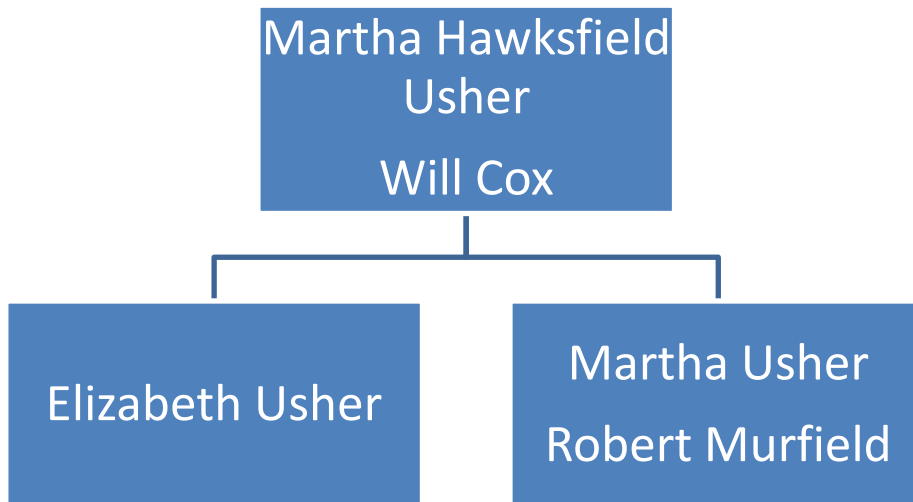 Martha Hawksfield
Usher
Will Cox
Elizabeth Usher
Martha Usher
Robert Murfield